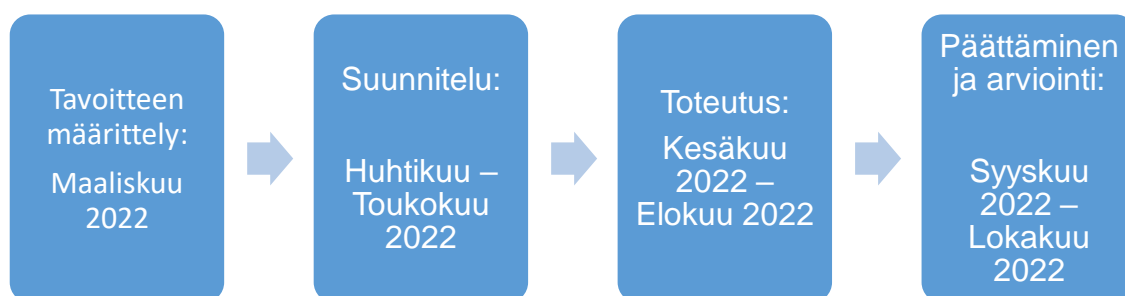 Tavoitteen
määrittely:
Maaliskuu
2022
Suunnitelu:
Huhtikuu –
Toukokuu
2022
Toteutus:
Kesäkuu
2022 –
Elokuu 2022
Päättäminen
ja arviointi:
Syyskuu
2022 –
Lokakuu
2022